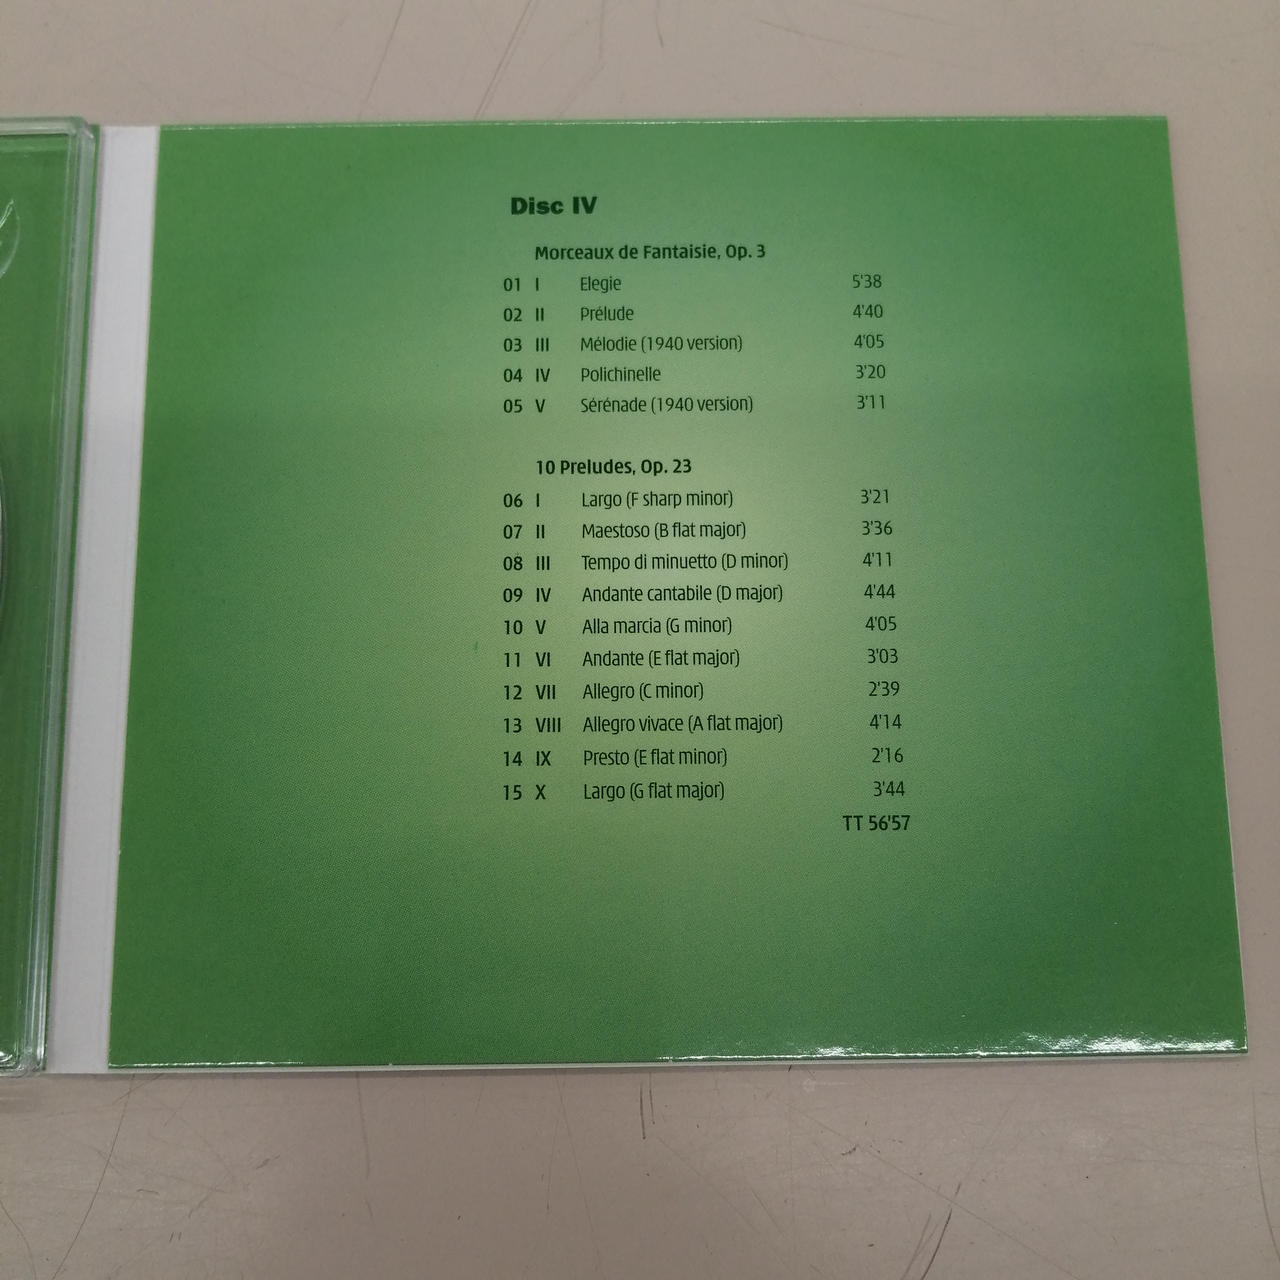 Disc IV
Morceaux de Fantaisie, Op. 3
01 I Elegie 5'38
02 II Prélude 4'40
03 III Mélodie (1940 version) 4'05
04 IV Polichinelle 3'20
05 V Sérénade (1940 version) 3'11
10 Preludes, Op. 23
06 I Largo (F sharp minor) 3'21
07 II Maestoso (B flat major) 3'36
08 III Tempo di minuetto (D minor) 4'11
09 IV Andante cantabile (D major) 4'44
10 V Alla marcia (G minor) 4'05
11 VI Andante (E flat major) 3'03
12 VII Allegro (C minor) 2'39
13 VIII Allegro vivace (A flat major) 4'14
14 IX Presto (E flat minor) 2'16
15 X Largo (G flat major) 3'44
TT 56'57